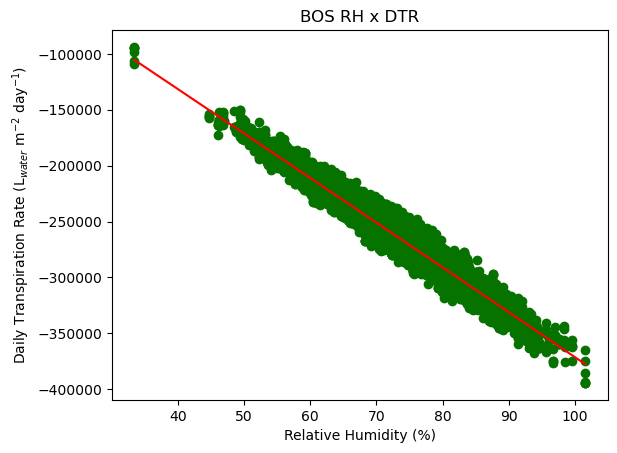 BOS RH x DTR
Daily Transpiration Rate (L_water m⁻² day⁻¹)
−100000
−150000
−200000
−250000
−300000
−350000
−400000
40 50 60 70 80 90 100
Relative Humidity (%)